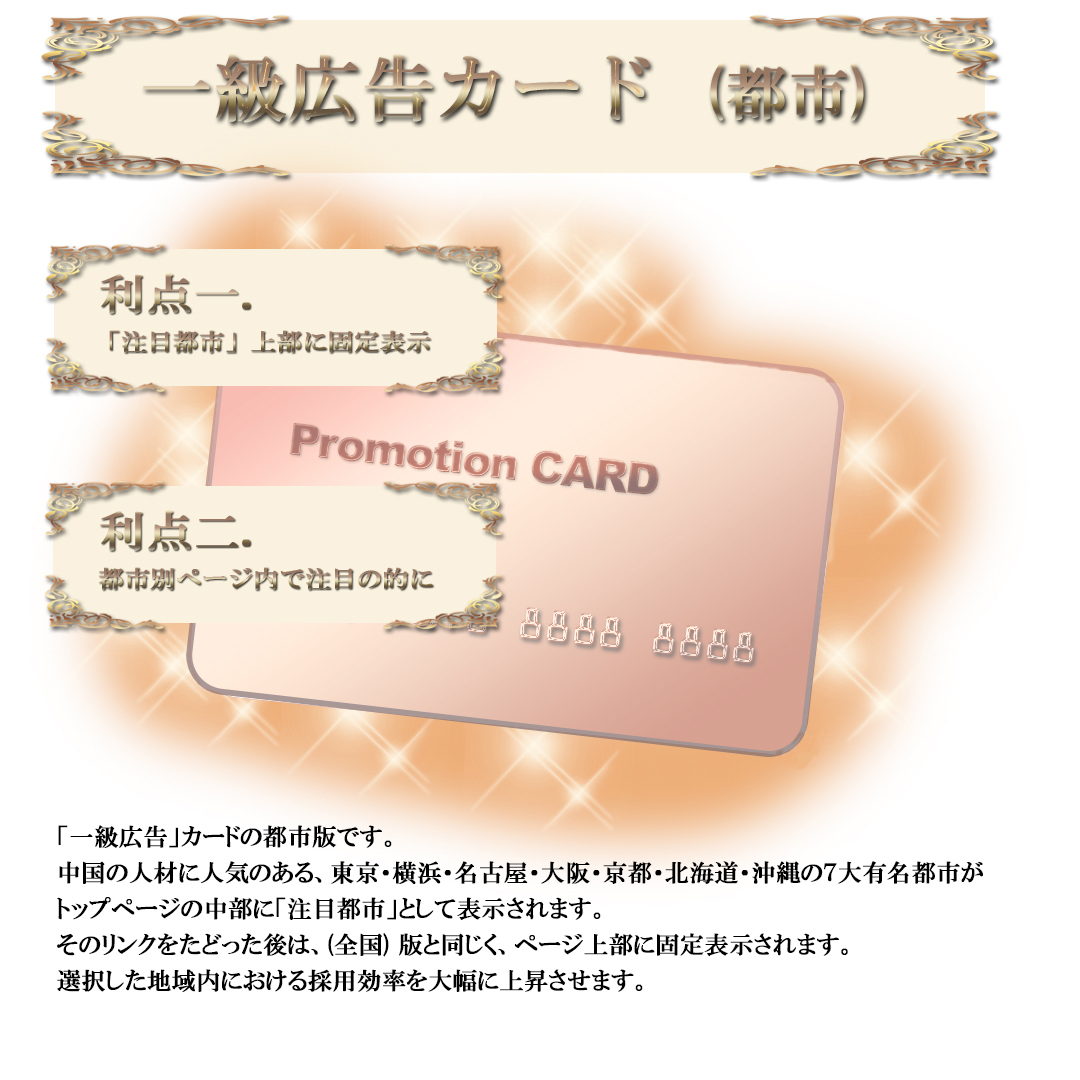 一級広告カード (都市)
利点一.
「注目都市」上部に固定表示
Promotion CARD
利点二.
都市別ページ内で注目の的に
8888 8888
「一級広告」カードの都市版です。
中国の人材に人気のある、東京・横浜・名古屋・大阪・京都・北海道・沖縄の7大有名都市が
トップページの中部に「注目都市」として表示されます。
そのリンクをたどった後は、(全国) 版と同じく、ページ上部に固定表示されます。
選択した地域内における採用効率を大幅に上昇させます。